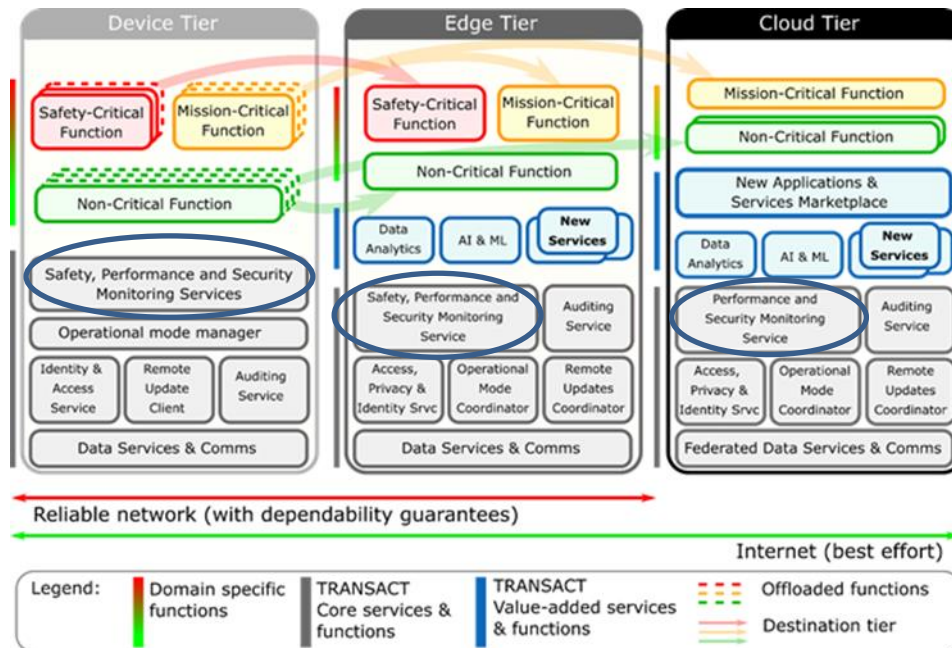 Device Tier
Safety-Critical
Function
Mission-Critical
Function
Non-Critical Function
Safety, Performance and Security
Monitoring Services
Operational mode manager
Identity &
Access
Service
Remote
Update
Client
Auditing
Service
Data Services & Comms
Edge Tier
Safety-Critical
Function
Mission-Critical
Function
Non-Critical Function
Data
Analytics
AI & ML
New
Services
Safety, Performance and
Security Monitoring
Service
Auditing
Service
Access,
Privacy &
Identity Srvc
Operational
Mode
Coordinator
Remote
Updates
Coordinator
Data Services & Comms
Cloud Tier
Mission-Critical Function
Non-Critical Function
New Applications &
Services Marketplace
Data
Analytics
AI & ML
New
Services
Performance and
Security Monitoring
Service
Auditing
Service
Access,
Privacy &
Identity Srvc
Operational
Mode
Coordinator
Remote
Updates
Coordinator
Federated Data Services & Comms
Reliable network (with dependability guarantees)
Internet (best effort)
Legend:
Domain specific
functions
TRANSACT
Core services &
functions
TRANSACT
Value-added services
& functions
Offloaded functions
Destination tier